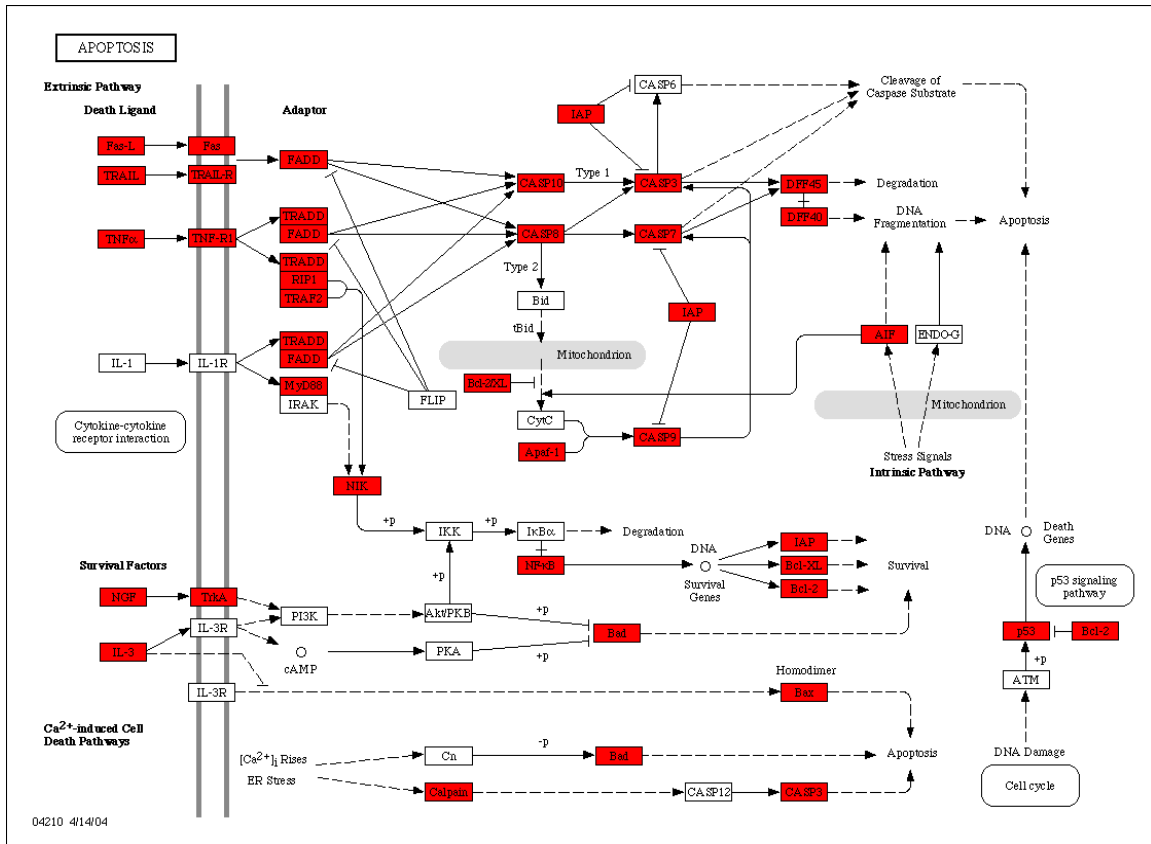 APOPTOSIS
Extrinsic Pathway
Death Ligand
Adaptor
CASP6
Cleavage of
Caspase Substrate
IAP
Fas-L
Fas
FADD
TRAIL
TRAIL-R
CASP10
Type 1
CASP3
DFF45
Degradation
DFF40
DNA
Fragmentation
Apoptosis
TRADD
FADD
TNFα
TNF-R1
CASP8
CASP7
TRADD
RIP1
TRAF2
Type 2
Bid
IAP
tBid
AIF
ENDO-G
TRADD
FADD
IL-1
IL-1R
Mitochondrion
MyD88
IRAK
Bcl-2/XL
FLIP
CytC
Mitochondrion
Cytokine-cytokine
receptor interaction
CASP9
Apaf-1
Stress Signals
Intrinsic Pathway
NIK
+p
IKK
+p
IκBα
Degradation
DNA
Death
Genes
NFκB
DNA
Survival
Genes
IAP
Bcl-XL
Bcl-2
Survival
Survival Factors
+p
p53 signaling
pathway
NGF
TrkA
PI3K
Akt/PKB
+p
IL-3R
Bad
p53
Bcl-2
IL-3
cAMP
PKA
+p
+p
Homodimer
ATM
IL-3R
Bax
Ca2+-induced Cell
Death Pathways
-p
DNA Damage
[Ca2+]i Rises
Cn
Bad
Apoptosis
ER Stress
Calpain
CASP12
CASP3
Cell cycle
04210 4/14/04